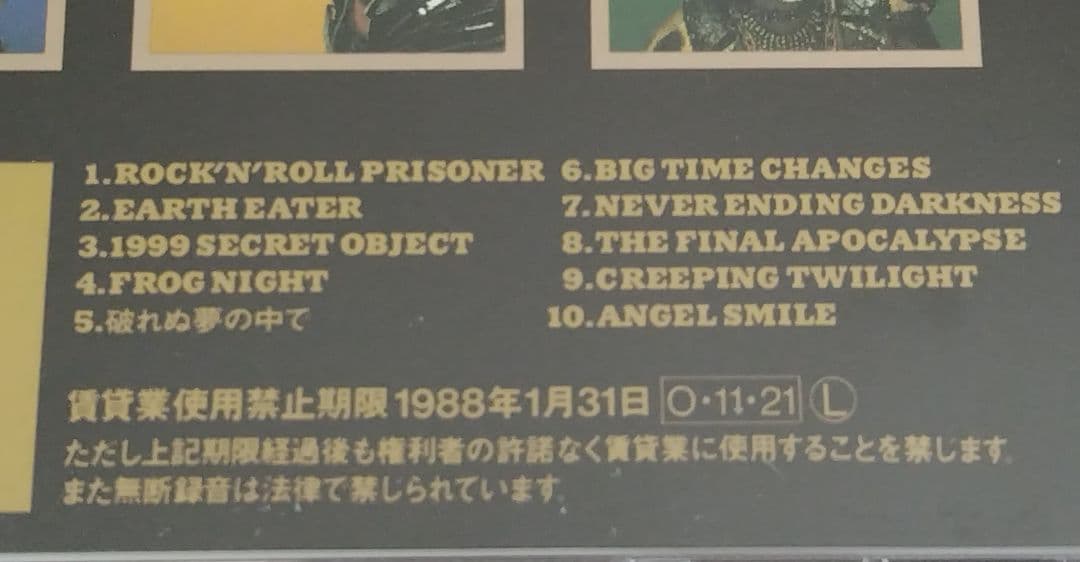 1.ROCK'N'ROLL PRISONER
2.EARTH EATER
3.1999 SECRET OBJECT
4.FROG NIGHT
5.破れぬ夢の中で
6.BIG TIME CHANGES
7.NEVER ENDING DARKNESS
8.THE FINAL APOCALYPSE
9.CREEPING TWILIGHT
10.ANGEL SMILE
賃貸業使用禁止期限1988年1月31日 O・11・21 L
ただし上記期限経過後も権利者の許諾なく賃貸業に使用することを禁じます。
また無断録音は法律で禁じられています。